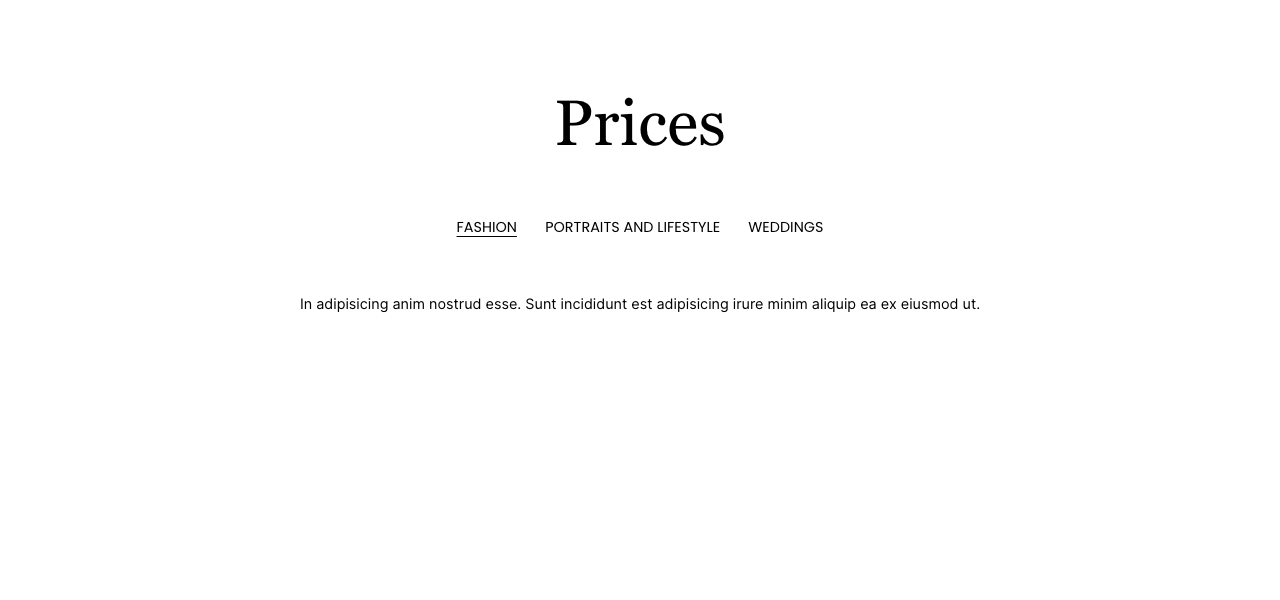 Prices
FASHION PORTRAITS AND LIFESTYLE WEDDINGS
In adipisicing anim nostrud esse. Sunt incididunt est adipisicing irure minim aliquip ea ex eiusmod ut.